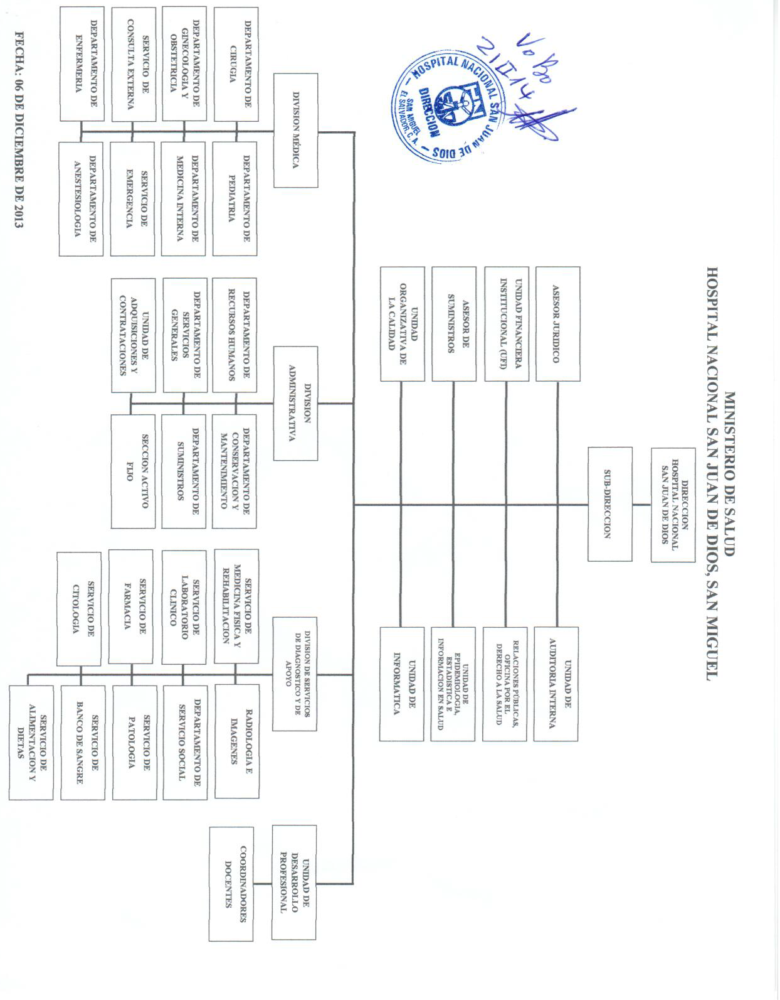 MINISTERIO DE SALUD
HOSPITAL NACIONAL SAN JUAN DE DIOS, SAN MIGUEL
DIRECCION
HOSPITAL NACIONAL
SAN JUAN DE DIOS
SUB-DIRECCION
ASESOR JURIDICO
UNIDAD DE
AUDITORIA INTERNA
UNIDAD FINANCIERA
INSTITUCIONAL (UFI)
RELACIONES PÚBLICAS,
OFICINA POR EL
DERECHO A LA SALUD
ASESOR DE
SUMINISTROS
UNIDAD DE
EPIDEMIOLOGIA,
ESTADISTICA E
INFORMACION EN SALUD
UNIDAD
ORGANIZATIVA DE
LA CALIDAD
UNIDAD DE
INFORMATICA
Vo Bo
21 II 14
HOSPITAL NACIONAL SAN JUAN DE DIOS
DIRECCION
SAN MIGUEL
EL SALVADOR, C. A.
DIVISION MÉDICA
DEPARTAMENTO DE
CIRUGIA
DEPARTAMENTO DE
PEDIATRIA
DEPARTAMENTO DE
GINECOLOGIA Y
OBSTETRICIA
DEPARTAMENTO DE
MEDICINA INTERNA
SERVICIO DE
CONSULTA EXTERNA
SERVICIO DE
EMERGENCIA
DEPARTAMENTO DE
ENFERMERIA
DEPARTAMENTO DE
ANESTESIOLOGIA
DIVISION
ADMINISTRATIVA
DEPARTAMENTO DE
RECURSOS HUMANOS
DEPARTAMENTO DE
CONSERVACION Y
MANTENIMIENTO
DEPARTAMENTO DE
SERVICIOS
GENERALES
DEPARTAMENTO DE
SUMINISTROS
UNIDAD DE
ADQUISICIONES Y
CONTRATACIONES
SECCION ACTIVO
FIJO
DIVISION DE SERVICIOS
DE DIAGNOSTICO Y DE
APOYO
SERVICIO DE
MEDICINA FISICA Y
REHABILITACION
RADIOLOGIA E
IMAGENES
SERVICIO DE
LABORATORIO
CLINICO
DEPARTAMENTO DE
SERVICIO SOCIAL
SERVICIO DE
FARMACIA
SERVICIO DE
PATOLOGIA
SERVICIO DE
CITOLOGIA
SERVICIO DE
BANCO DE SANGRE
SERVICIO DE
ALIMENTACION Y
DIETAS
UNIDAD DE
DESARROLLO
PROFESIONAL
COORDINADORES
DOCENTES
FECHA: 06 DE DICIEMBRE DE 2013